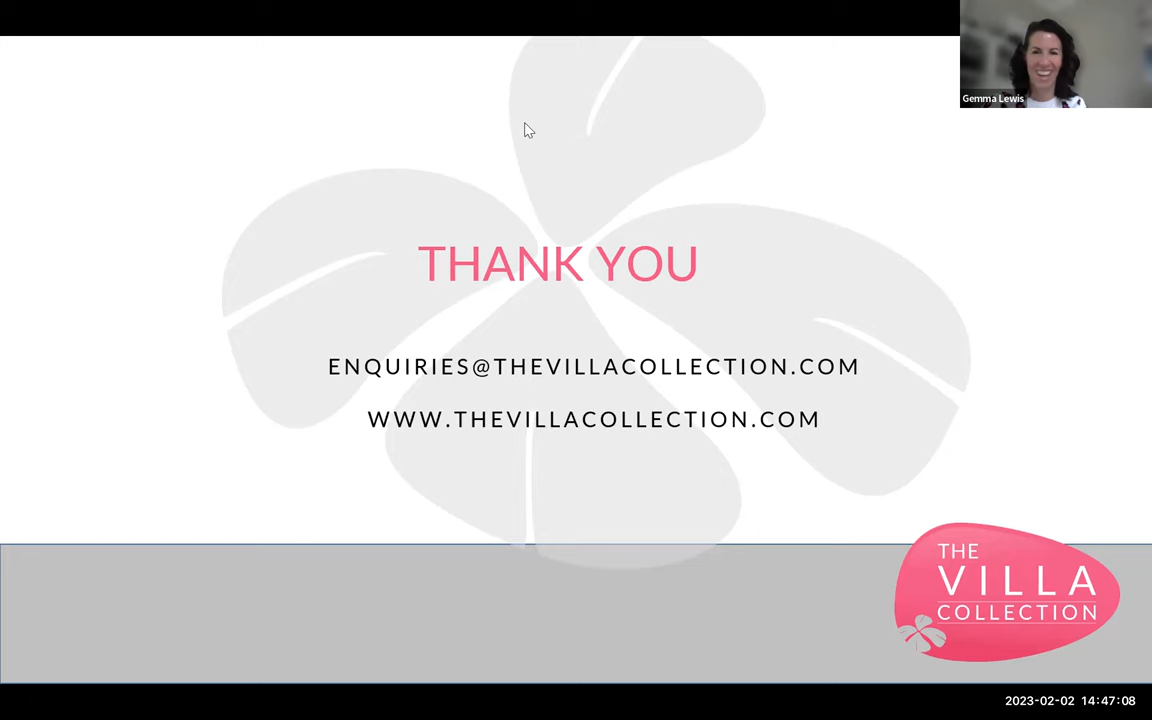 Gemma Lewis
THANK YOU
ENQUIRIES@THEVILLACOLLECTION.COM
WWW.THEVILLACOLLECTION.COM
THE
VILLA
COLLECTION
2023-02-02 14:47:08